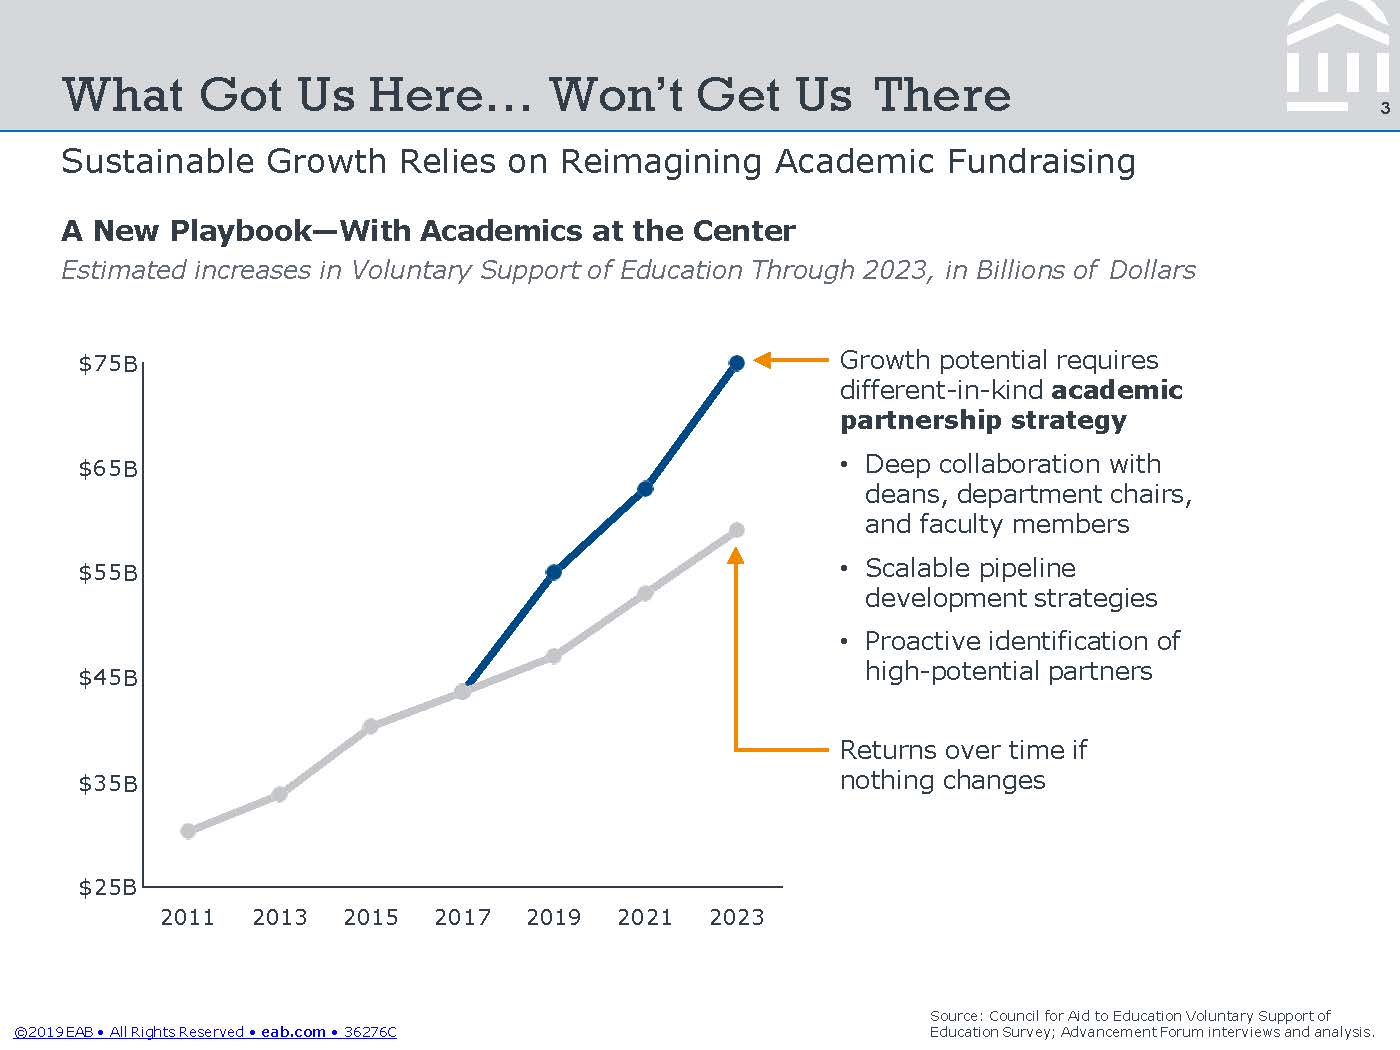 What Got Us Here… Won’t Get Us There
3
Sustainable Growth Relies on Reimagining Academic Fundraising
A New Playbook—With Academics at the Center
Estimated increases in Voluntary Support of Education Through 2023, in Billions of Dollars
$75B
$65B
$55B
$45B
$35B
$25B
2011 2013 2015 2017 2019 2021 2023
Growth potential requires
different-in-kind academic
partnership strategy
• Deep collaboration with
deans, department chairs,
and faculty members
• Scalable pipeline
development strategies
• Proactive identification of
high-potential partners
Returns over time if
nothing changes
©2019 EAB • All Rights Reserved • eab.com • 36276C
Source: Council for Aid to Education Voluntary Support of
Education Survey; Advancement Forum interviews and analysis.